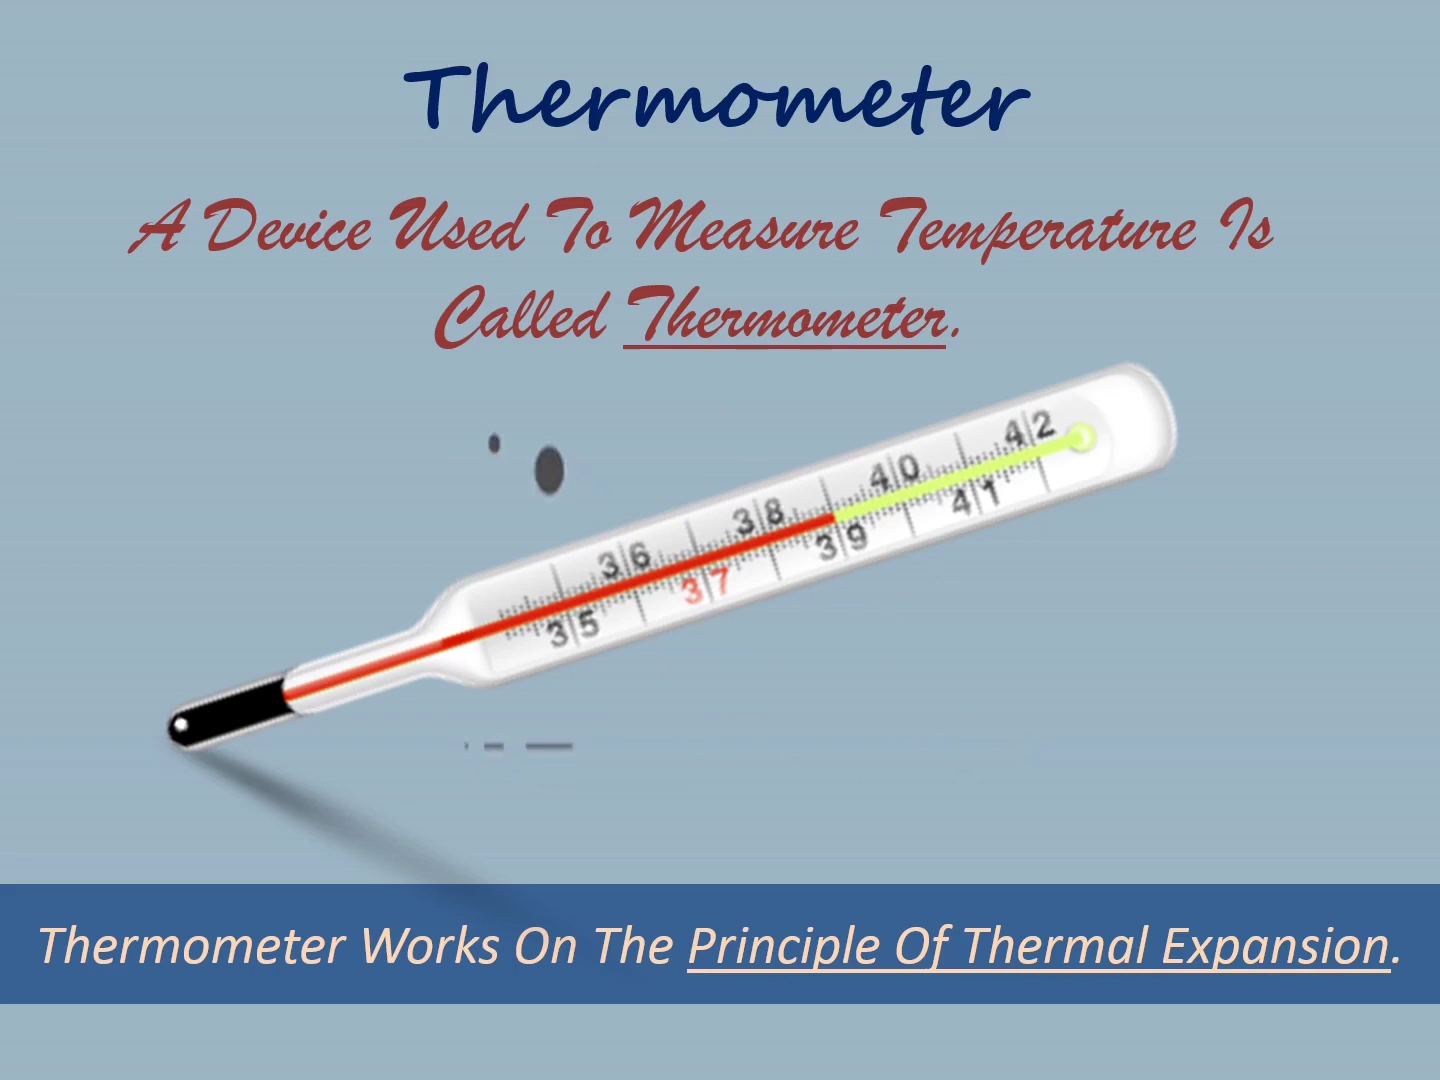 Thermometer
A Device Used To Measure Temperature Is
Called Thermometer.
42
40
41
38
39
36
37
35
Thermometer Works On The Principle Of Thermal Expansion.